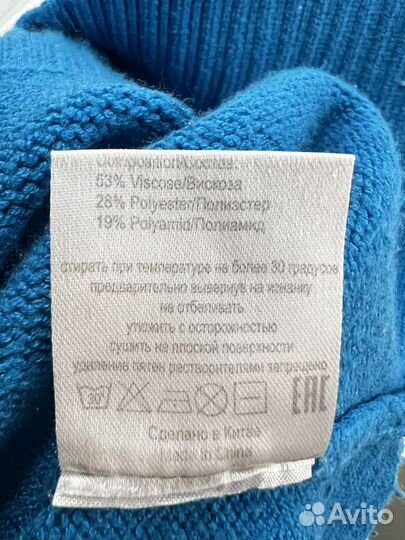 Composition/Состав:
53% Viscose/Вискоза
28% Polyester/Полиэстер
19% Polyamid/Полиамид
стирать при температуре не более 30 градусов
предварительно вывернув на изнанку
не отбеливать
утюжить с осторожностью
сушить на плоской поверхности
удаление пятен растворителями запрещено
30° EAC
Сделано в Китае
Made in China
Avito